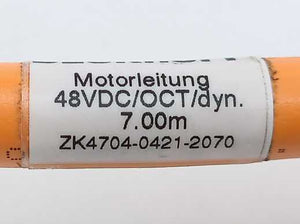 Motorleitung
48VDC/OCT/dyn.
7.00m
ZK4704-0421-2070